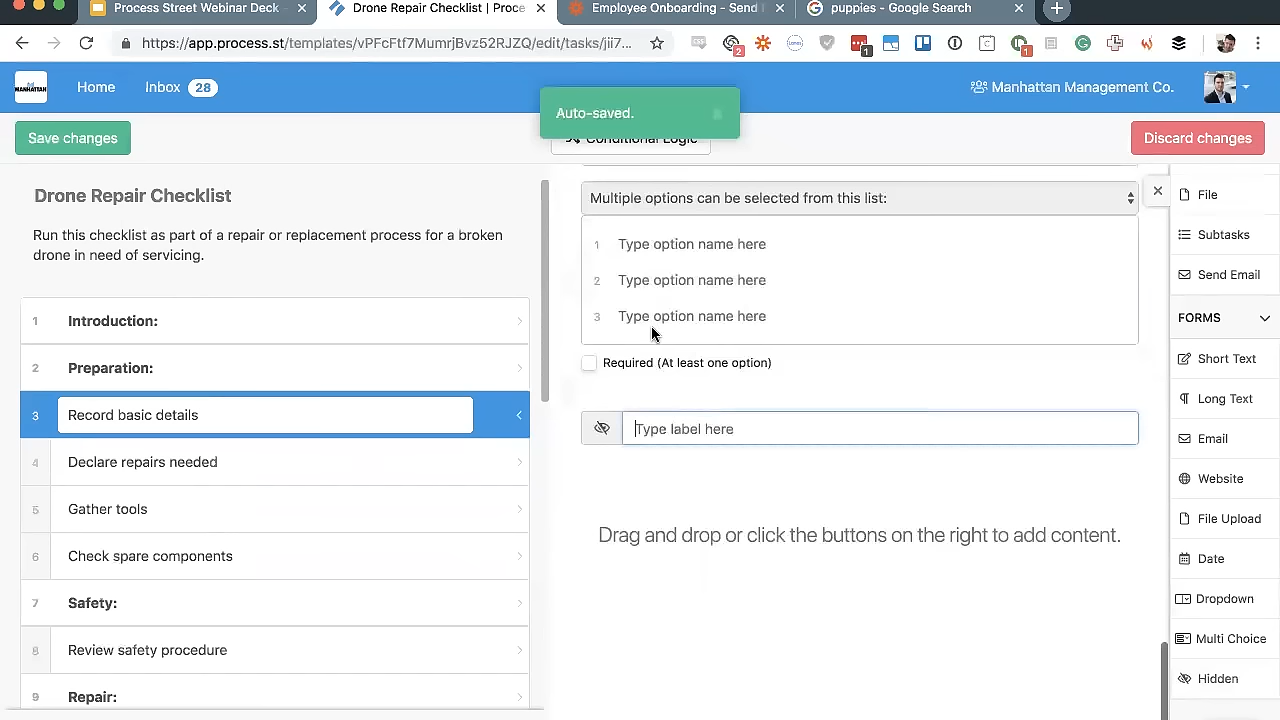 Process Street Webinar Deck -
Drone Repair Checklist | Proce
Employee Onboarding - Send
puppies - Google Search
https://app.process.st/templates/vPFcFtf7MumrjBvz52RJZQ/edit/tasks/jii7...
2
1
1
MANHATTAN
Home
Inbox 28
Manhattan Management Co.
Auto-saved.
Save changes
Conditional Logic
Discard changes
Drone Repair Checklist
Run this checklist as part of a repair or replacement process for a broken
drone in need of servicing.
1 Introduction:
2 Preparation:
3 Record basic details
4 Declare repairs needed
5 Gather tools
6 Check spare components
7 Safety:
8 Review safety procedure
9 Repair:
Multiple options can be selected from this list:
1 Type option name here
2 Type option name here
3 Type option name here
Required (At least one option)
Type label here
Drag and drop or click the buttons on the right to add content.
File
Subtasks
Send Email
FORMS
Short Text
Long Text
Email
Website
File Upload
Date
Dropdown
Multi Choice
Hidden